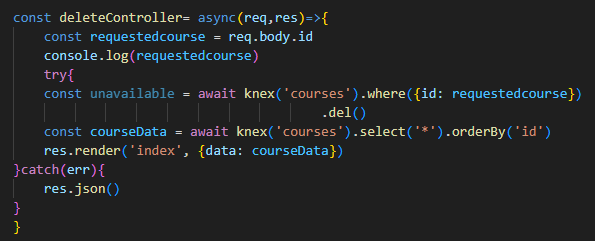 const deleteController= async(req,res)=>{
    const requestedcourse = req.body.id
    console.log(requestedcourse)
    try{
    const unavailable = await knex('courses').where({id: requestedcourse})
                                        .del()
    const courseData = await knex('courses').select('*').orderBy('id')
    res.render('index', {data: courseData})
}catch(err){
    res.json()
}
}